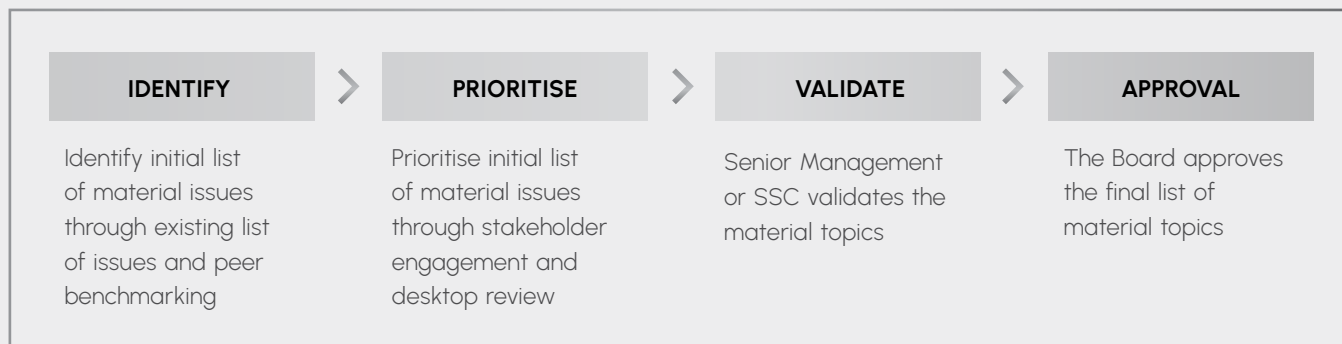 IDENTIFY
Identify initial list
of material issues
through existing list
of issues and peer
benchmarking
PRIORITISE
Prioritise initial list
of material issues
through stakeholder
engagement and
desktop review
VALIDATE
Senior Management
or SSC validates the
material topics
APPROVAL
The Board approves
the final list of
material topics